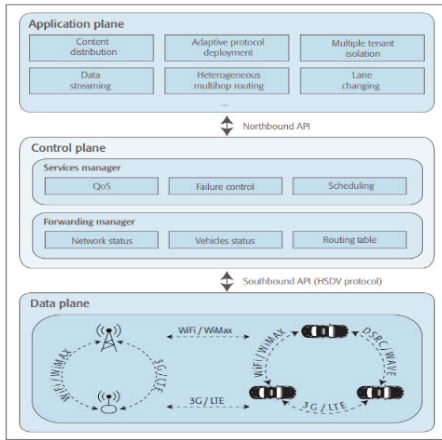 Application plane
Content
distribution
Adaptive protocol
deployment
Multiple tenant
isolation
Data
streaming
Heterogeneous
multihop routing
Lane
changing
...
Northbound API
Control plane
Services manager
QoS
Failure control
Scheduling
Forwarding manager
Network status
Vehicles status
Routing table
Southbound API (HSDV protocol)
Data plane
WiFi/WiMAX
3G/LTE
WiFi / WiMax
3G / LTE
WiFi/WiMAX
DSRC/WAVE
3G / LTE